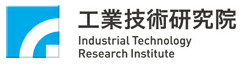 工業技術研究院
Industrial Technology
Research Institute